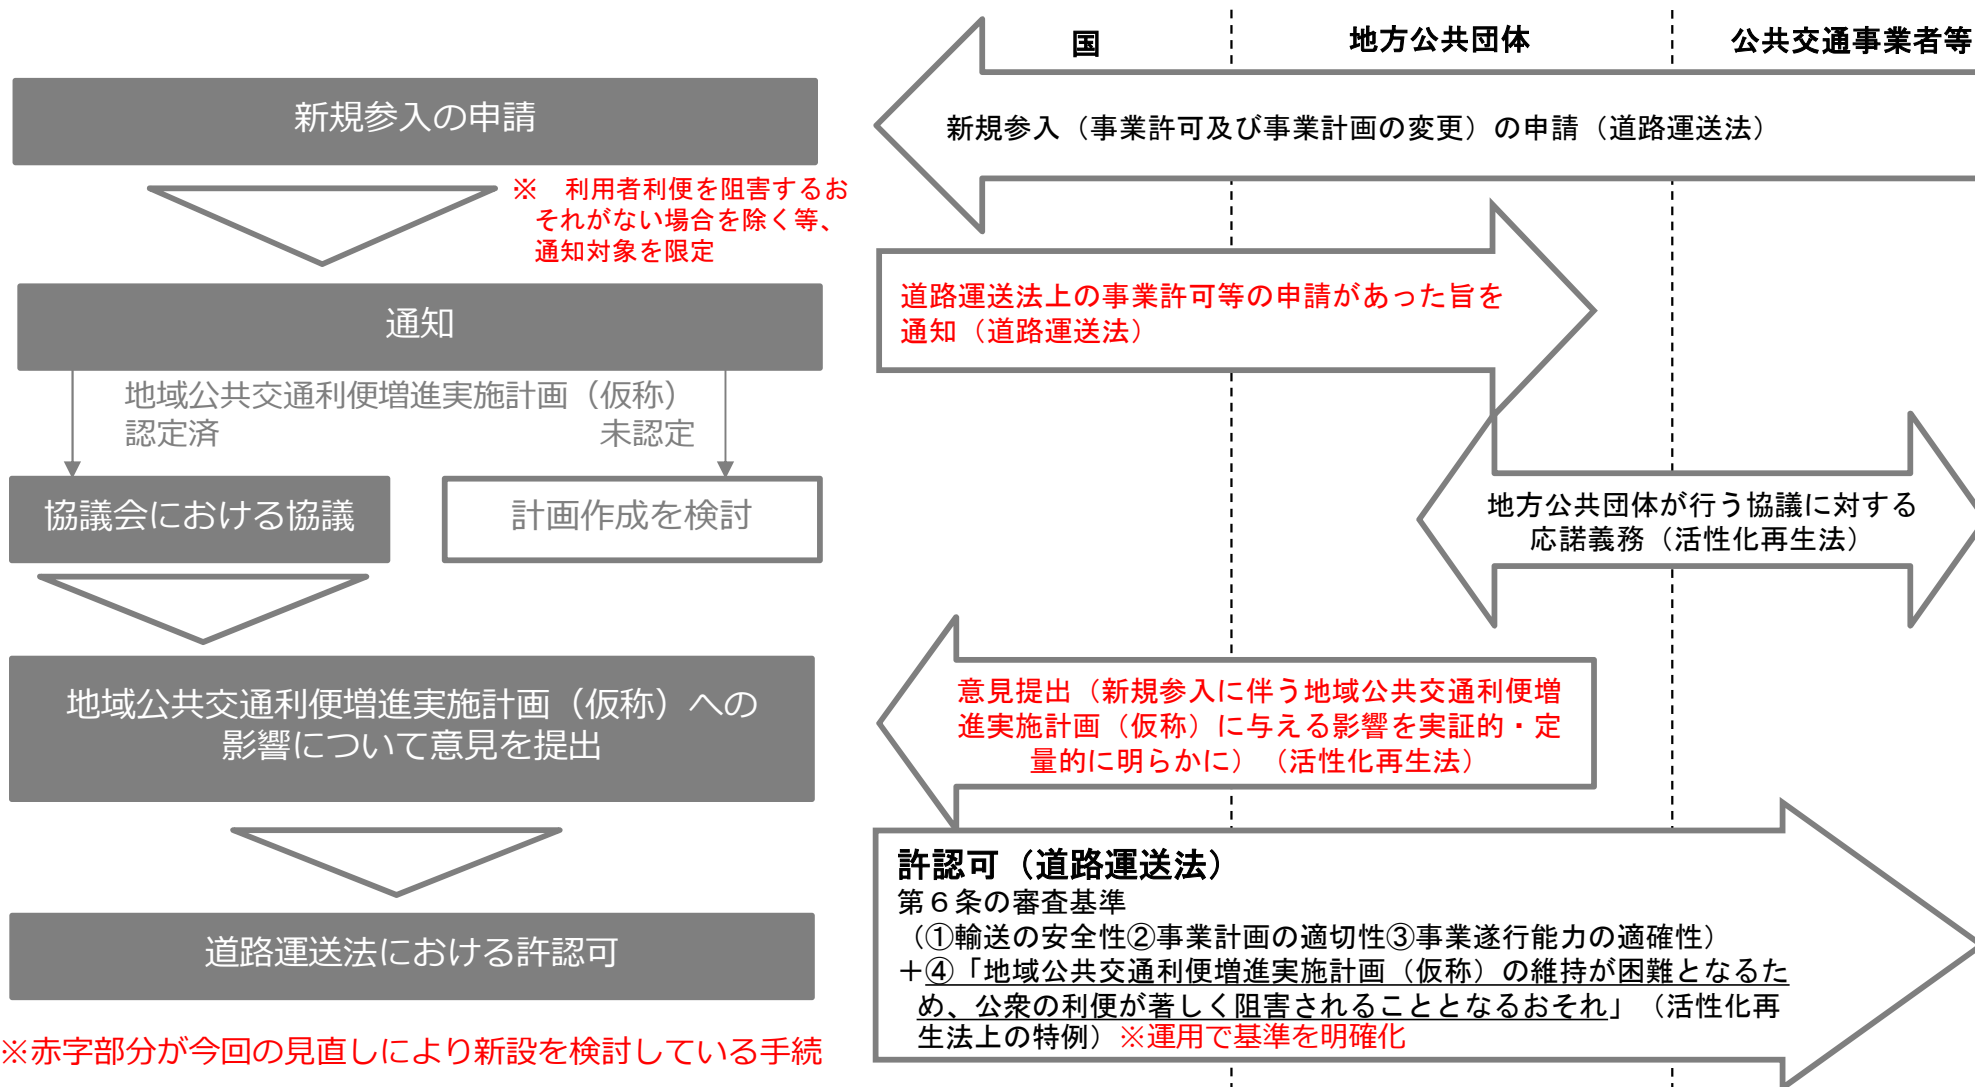 国
地方公共団体
公共交通事業者等
新規参入の申請
新規参入（事業許可及び事業計画の変更）の申請（道路運送法）
※　利用者利便を阻害するお
それがない場合を除く等、
通知対象を限定
通知
道路運送法上の事業許可等の申請があった旨を
通知（道路運送法）
地域公共交通利便増進実施計画（仮称）
認定済
未認定
協議会における協議
計画作成を検討
地方公共団体が行う協議に対する
応諾義務（活性化再生法）
地域公共交通利便増進実施計画（仮称）への
影響について意見を提出
意見提出（新規参入に伴う地域公共交通利便増
進実施計画（仮称）に与える影響を実証的・定
量的に明らかに）（活性化再生法）
道路運送法における許認可
許認可（道路運送法）
第６条の審査基準
（①輸送の安全性②事業計画の適切性③事業遂行能力の適確性）
＋④「地域公共交通利便増進実施計画（仮称）の維持が困難となるた
め、公衆の利便が著しく阻害されることとなるおそれ」（活性化再
生法上の特例）※運用で基準を明確化
※赤字部分が今回の見直しにより新設を検討している手続